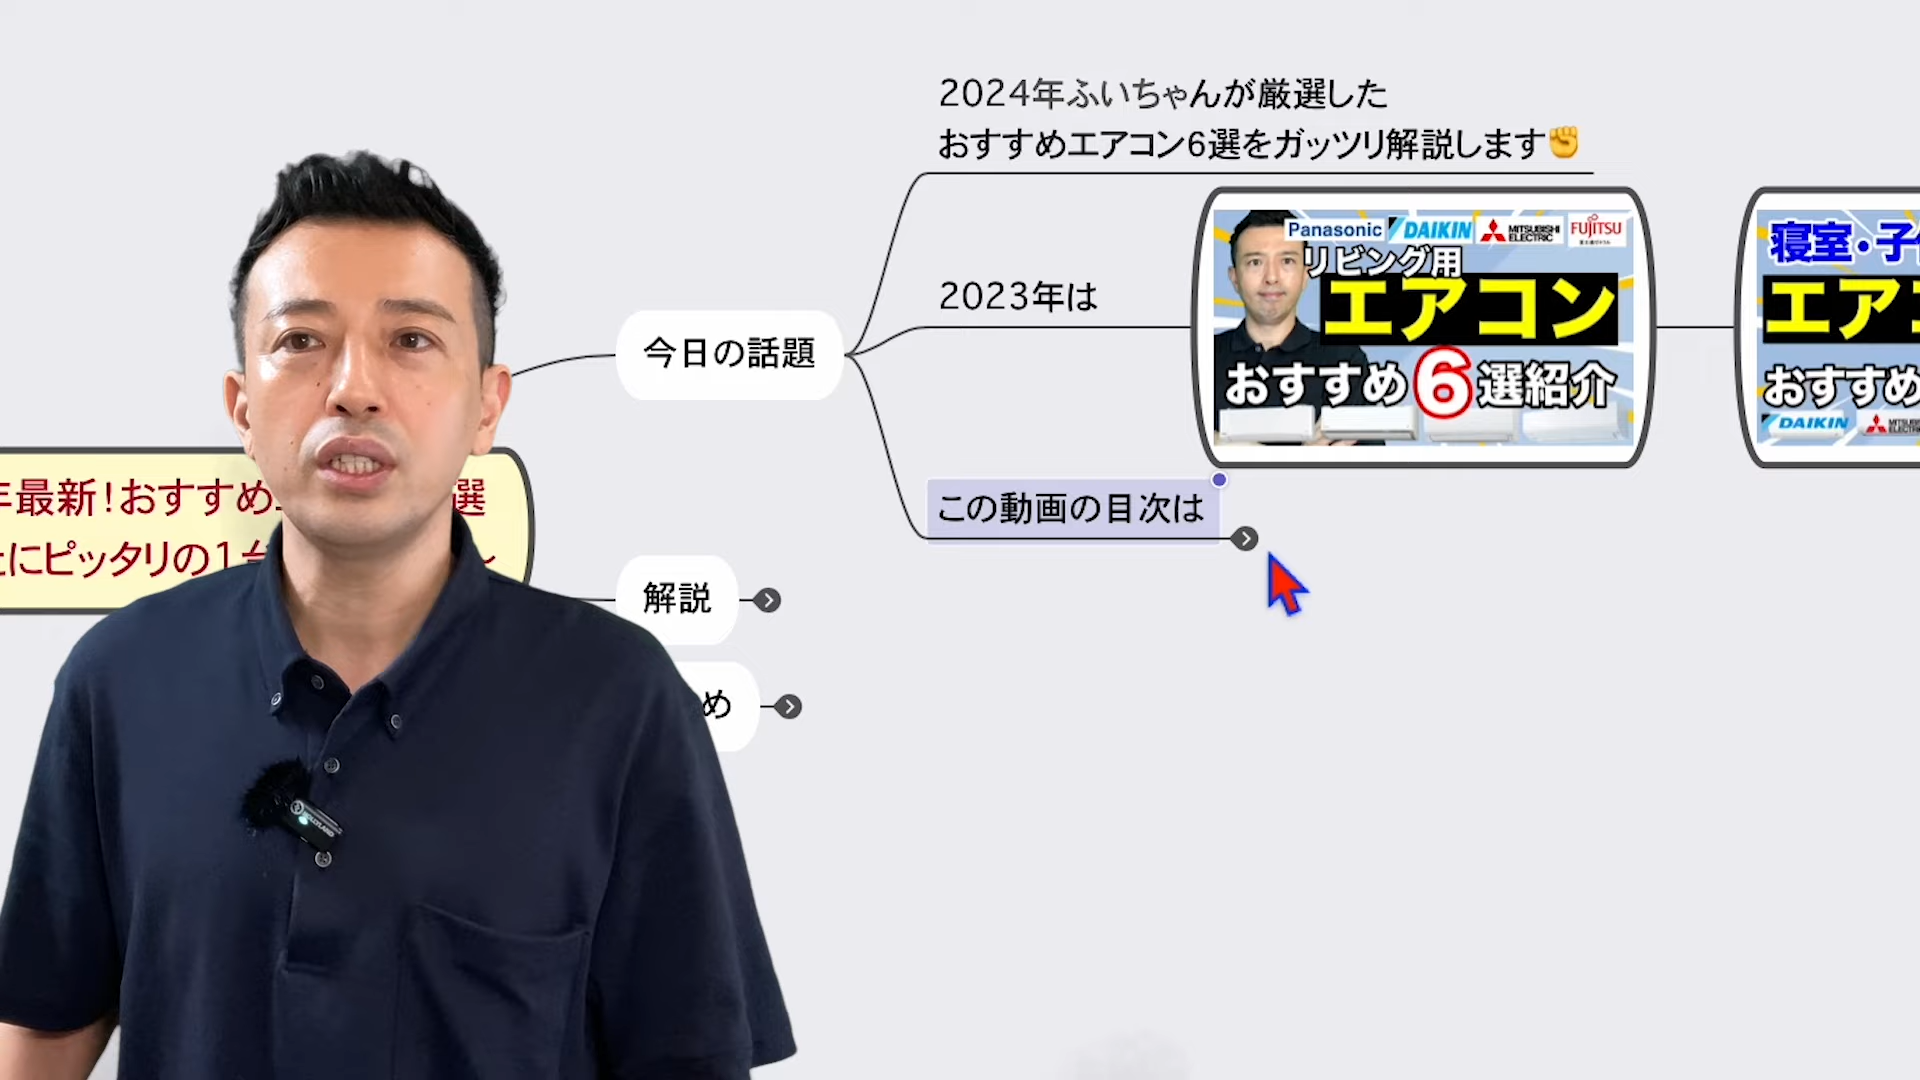 2024年ふいちゃんが厳選した
おすすめエアコン6選をガッツリ解説します✊
2023年は
Panasonic
DAIKIN
MITSUBISHI
ELECTRIC
FUJITSU
リビング用
エアコン
おすすめ6選紹介
寝室・子
エアコ
おすすめ
DAIKIN
今日の話題
この動画の目次は
年最新!おすすめ
選
にピッタリの1台
～
解説
め